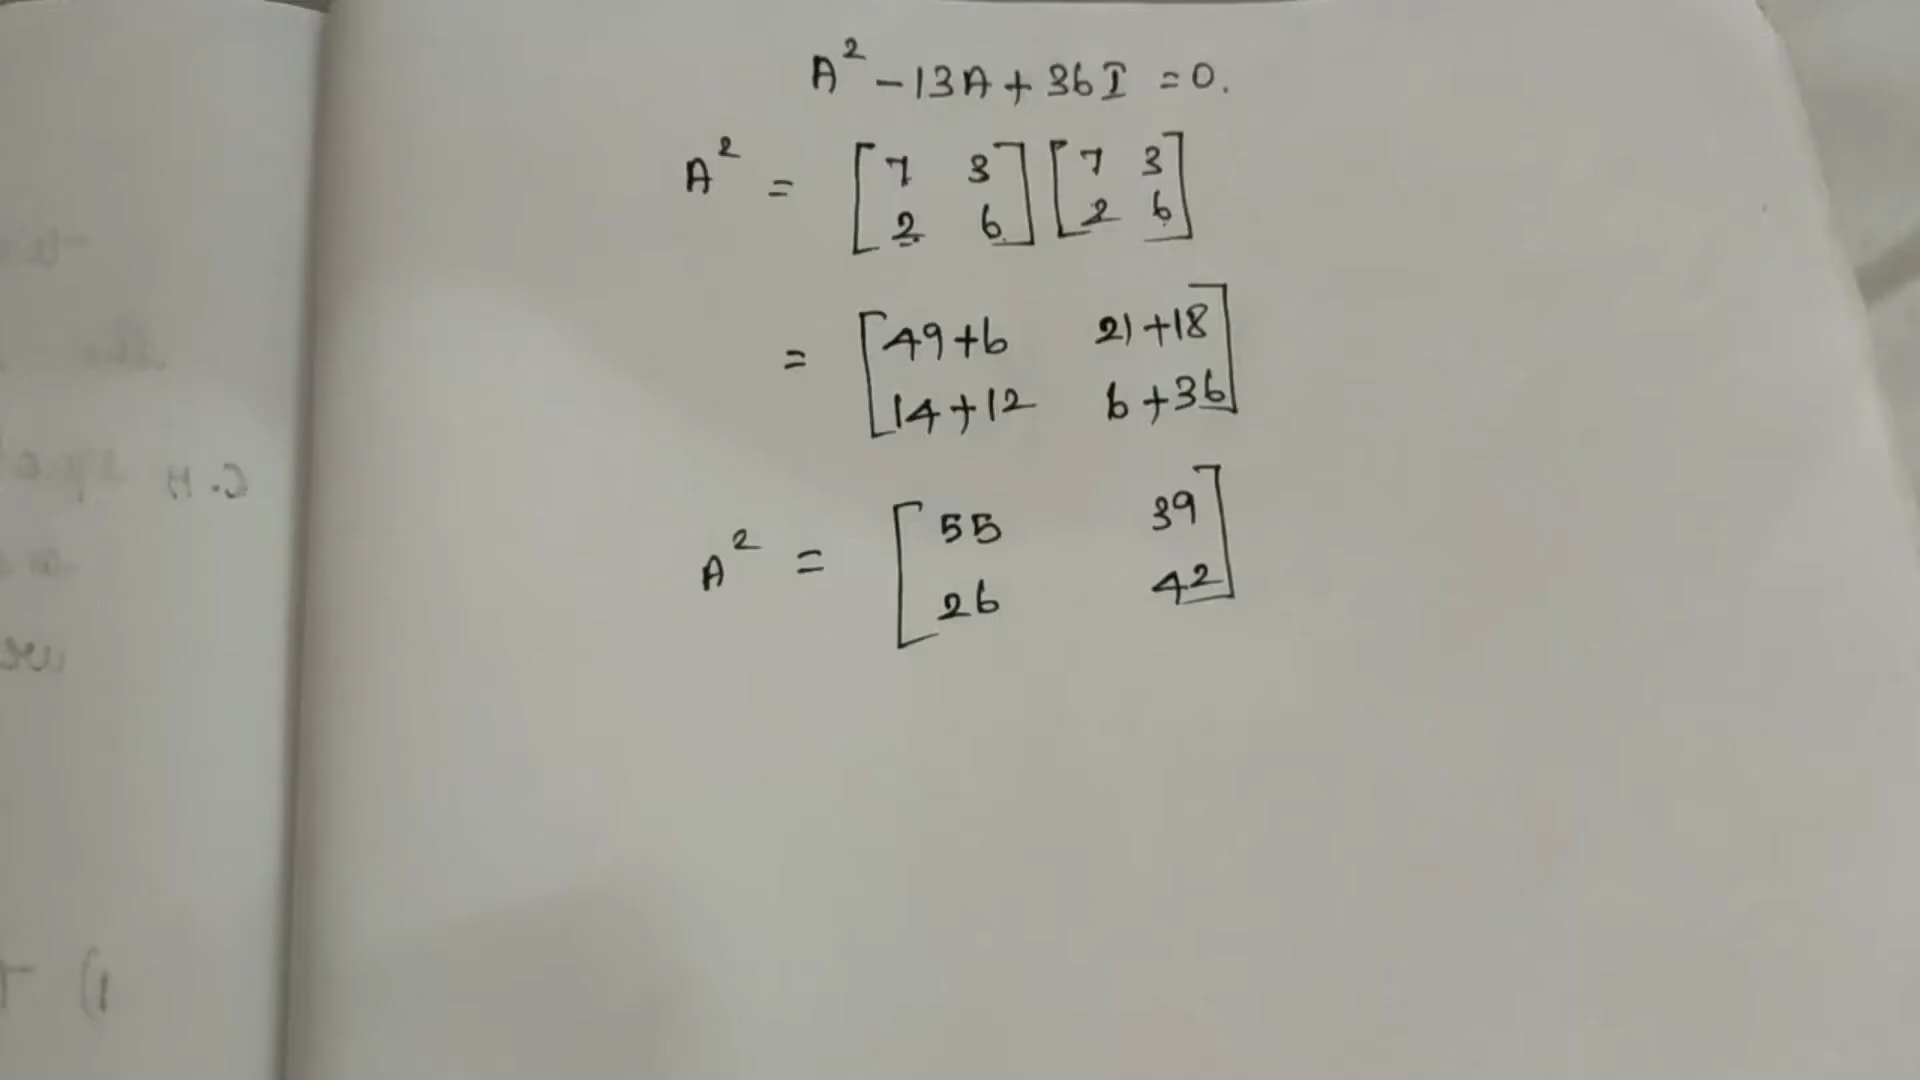 A² - 13A + 36I = 0.
A² = [7 3 2 6] [7 3 2 6]
= [49+6 21+18
14+12 6+36]
A² = [55 39
26 42]